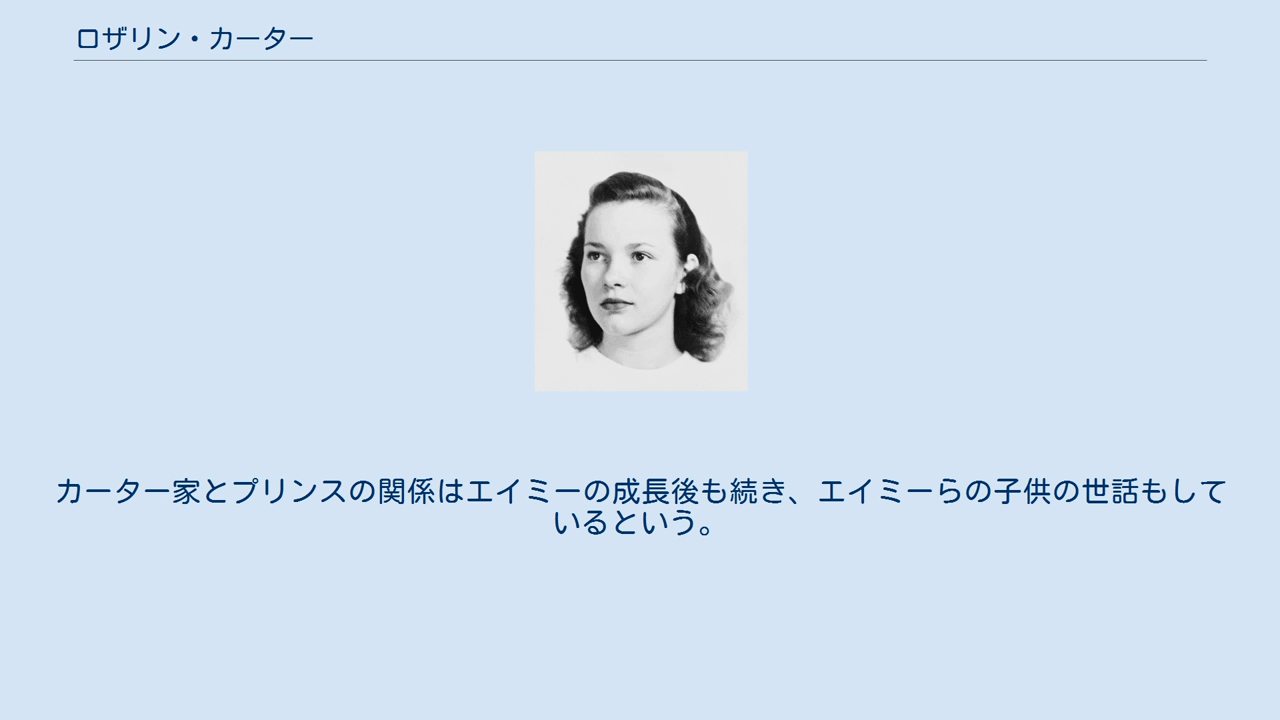 ロザリン・カーター
カーター家とプリンスの関係はエイミーの成長後も続き、エイミーらの子供の世話もして
いるという。